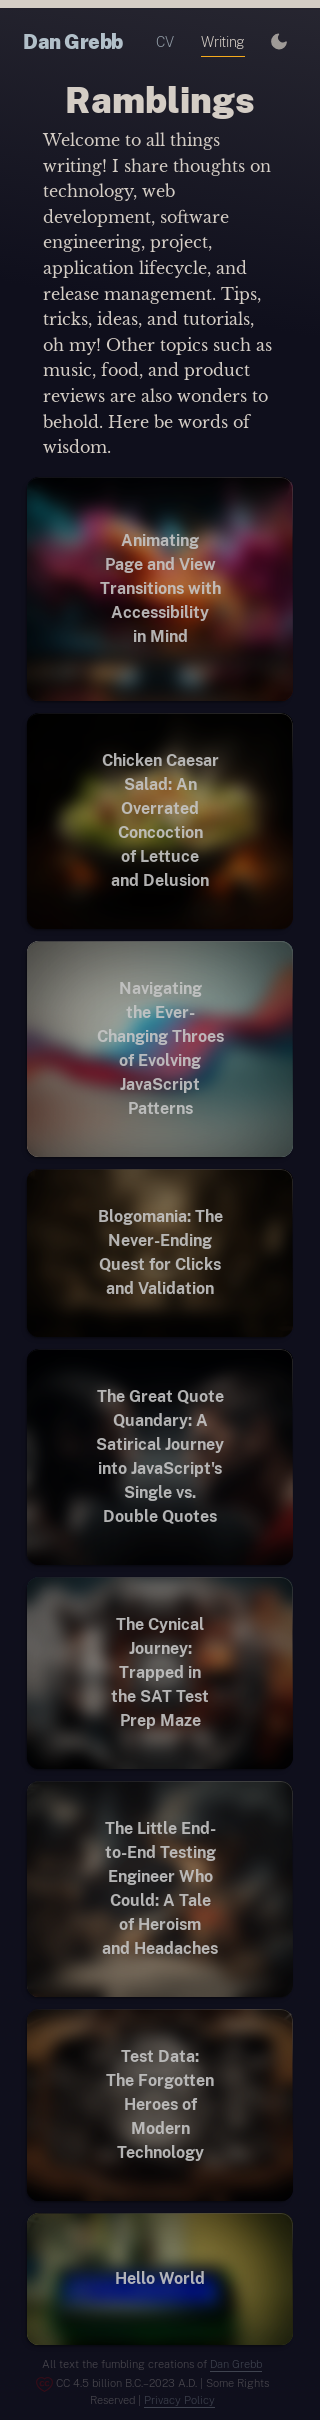 Dan Grebb CV Writing
Ramblings
Welcome to all things
writing! I share thoughts on
technology, web
development, software
engineering, project,
application lifecycle, and
release management. Tips,
tricks, ideas, and tutorials,
oh my! Other topics such as
music, food, and product
reviews are also wonders to
behold. Here be words of
wisdom.
Animating
Page and View
Transitions with
Accessibility
in Mind
Chicken Caesar
Salad: An
Overrated
Concoction
of Lettuce
and Delusion
Navigating
the Ever-
Changing Throes
of Evolving
JavaScript
Patterns
Blogomania: The
Never-Ending
Quest for Clicks
and Validation
The Great Quote
Quandary: A
Satirical Journey
into JavaScript's
Single vs.
Double Quotes
The Cynical
Journey:
Trapped in
the SAT Test
Prep Maze
The Little End-
to-End Testing
Engineer Who
Could: A Tale
of Heroism
and Headaches
Test Data:
The Forgotten
Heroes of
Modern
Technology
Hello World
All text the fumbling creations of Dan Grebb
CC 4.5 billion B.C.–2023 A.D. | Some Rights
Reserved | Privacy Policy